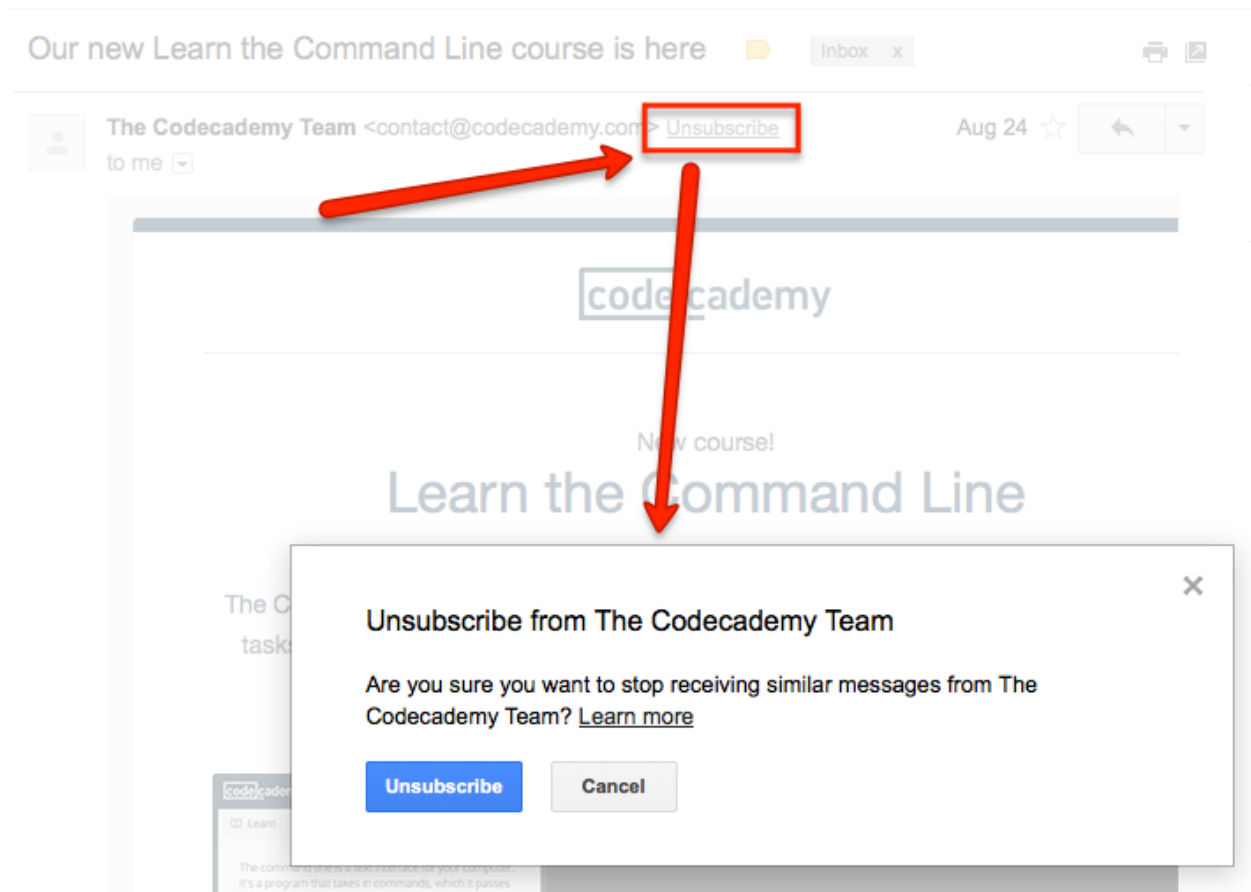 Our new Learn the Command Line course is here Inbox x
The Codecademy Team <contact@codecademy.com> Unsubscribe Aug 24
to me
codecademy
New course!
Learn the Command Line
The C
tasks
Unsubscribe from The Codecademy Team
Are you sure you want to stop receiving similar messages from The
Codecademy Team? Learn more
Unsubscribe Cancel
codecadem
Learn
The command line is a text interface for your computer.
It's a program that takes in commands, which it passes